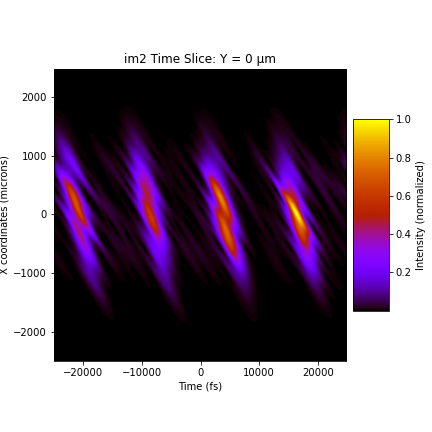 im2 Time Slice: Y = 0 μm
2000
1000
0
−1000
−2000
X coordinates (microns)
−20000 −10000 0 10000 20000
Time (fs)
1.0
0.8
0.6
0.4
0.2
Intensity (normalized)